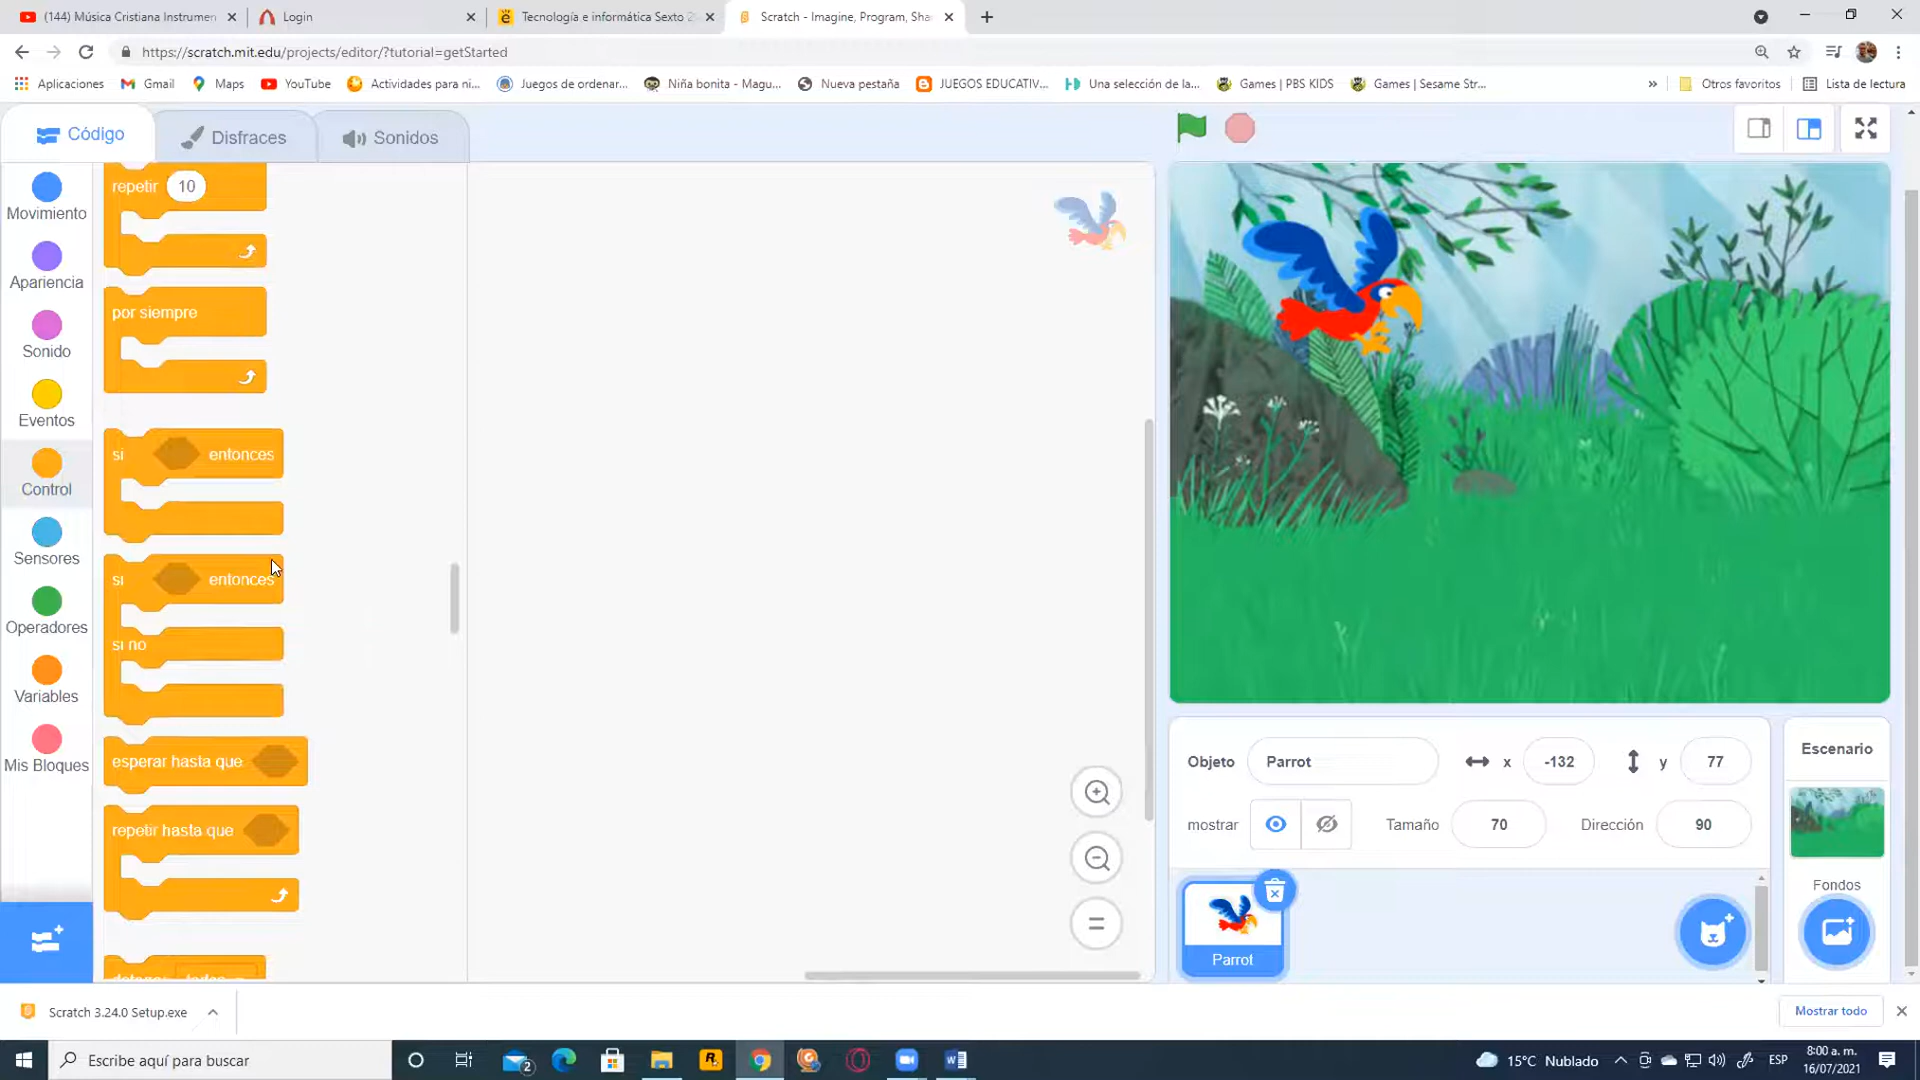 (144) Música Cristiana Instrumen
Login
Tecnología e informática Sexto 2
Scratch - Imagine, Program, Sha
https://scratch.mit.edu/projects/editor/?tutorial=getStarted
Aplicaciones
Gmail
Maps
YouTube
Actividades para ni...
Juegos de ordenar...
Niña bonita - Magu...
Nueva pestaña
JUEGOS EDUCATIV...
Una selección de la...
Games | PBS KIDS
Games | Sesame Str...
»
Otros favoritos
Lista de lectura
Código
Disfraces
Sonidos
Movimiento
Apariencia
Sonido
Eventos
Control
Sensores
Operadores
Variables
Mis Bloques
repetir 10
por siempre
si entonces
si entonces
si no
esperar hasta que
repetir hasta que
Objeto
Parrot
x
-132
y
77
mostrar
Tamaño
70
Dirección
90
Parrot
Escenario
Fondos
Scratch 3.24.0 Setup.exe
Mostrar todo
Escribe aquí para buscar
2
15°C Nublado
ESP
8:00 a. m.
16/07/2021